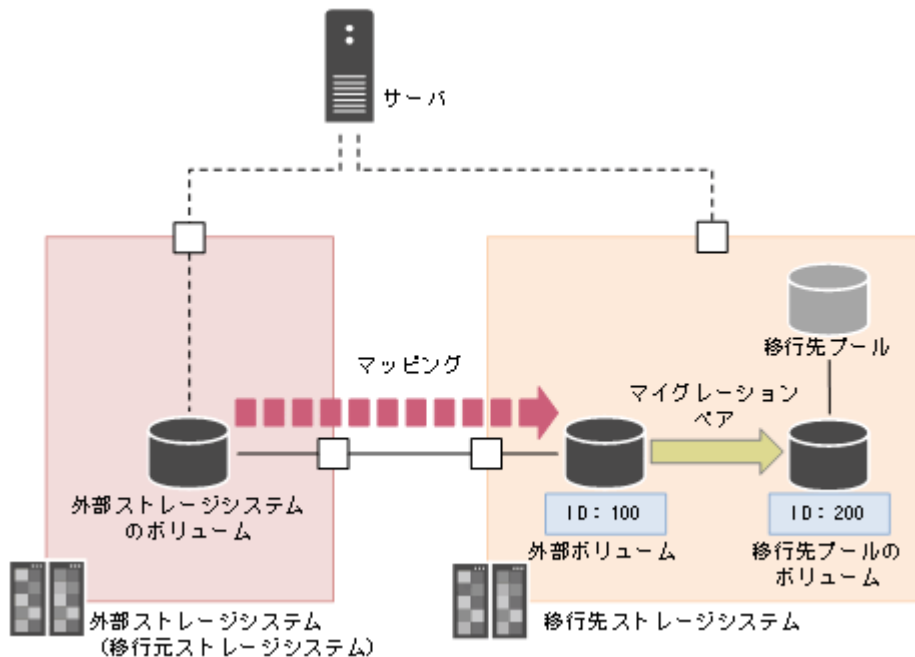 サーバ
移行先プール
マッピング
マイグレーション
ペア
外部ストレージシステム
のボリューム
ID：100
ID：200
外部ボリューム
移行先プールの
ボリューム
外部ストレージシステム
（移行元ストレージシステム）
移行先ストレージシステム